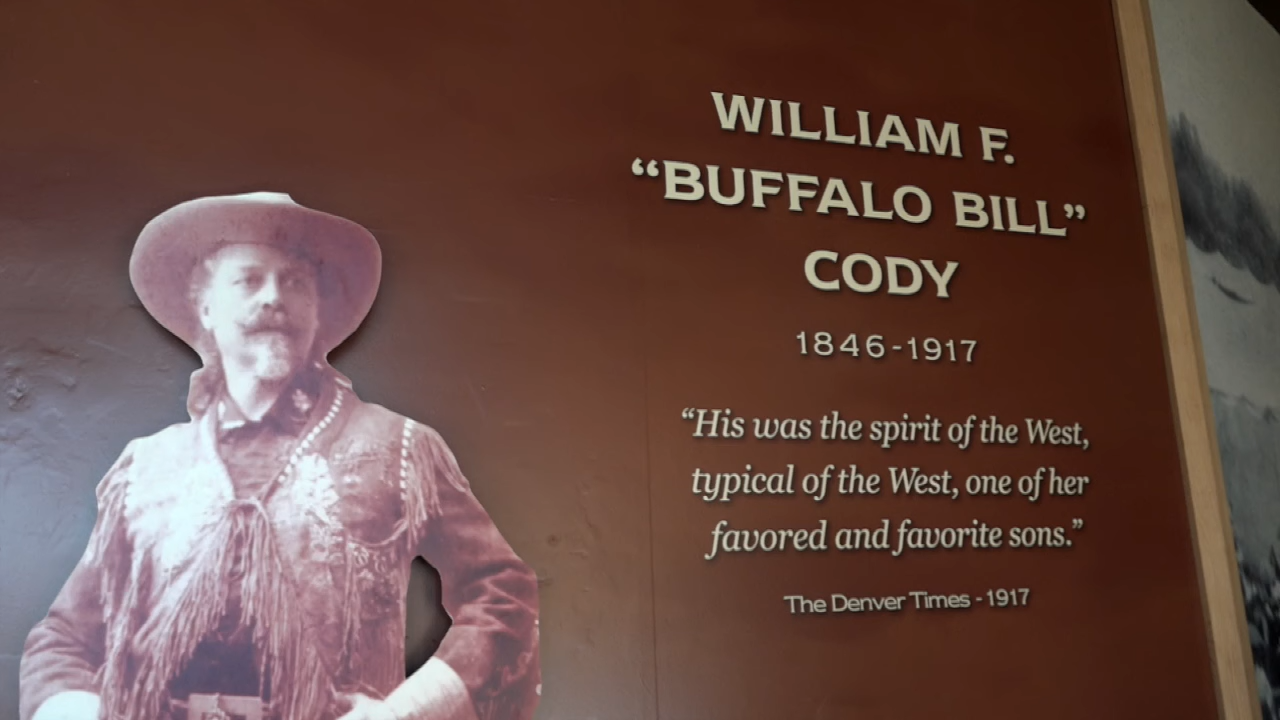 WILLIAM F.
“BUFFALO BILL”
CODY
1846-1917
“His was the spirit of the West,
typical of the West, one of her
favored and favorite sons.”
The Denver Times - 1917